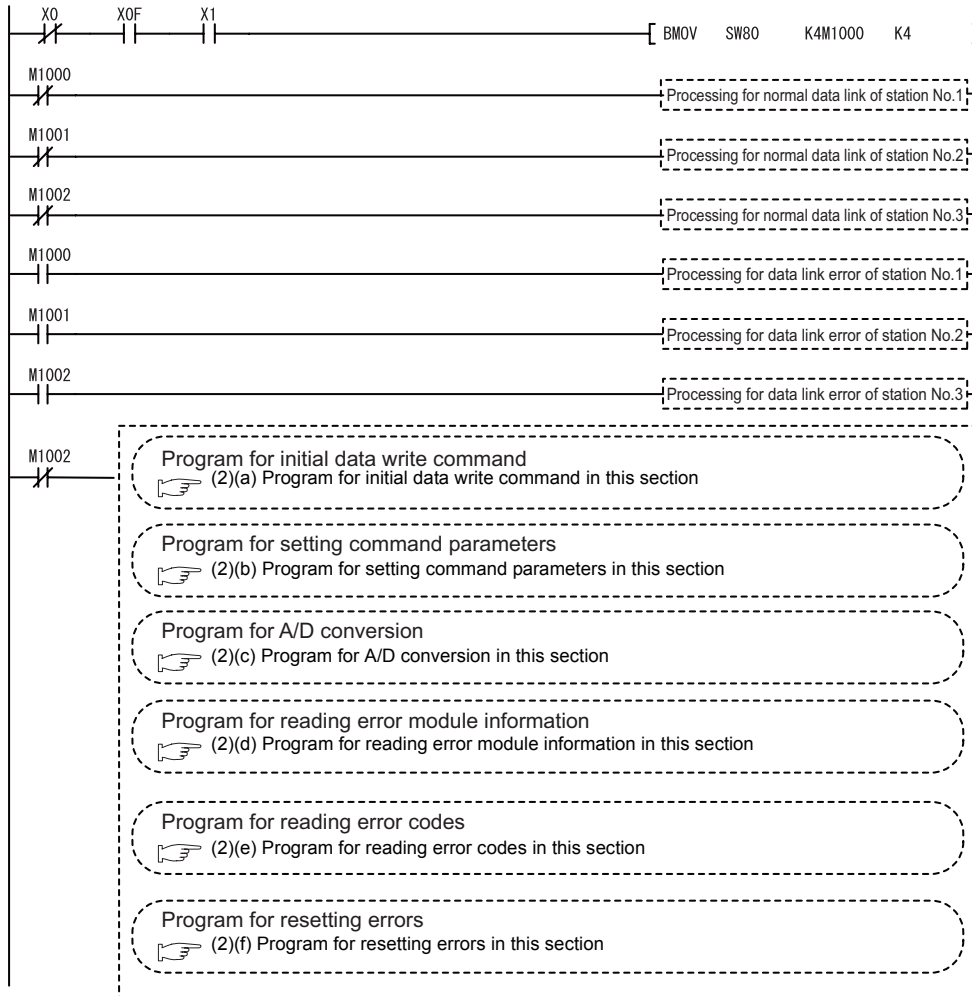 X0 X0F X1
BMOV SW80 K4M1000 K4
M1000
Processing for normal data link of station No.1
M1001
Processing for normal data link of station No.2
M1002
Processing for normal data link of station No.3
M1000
Processing for data link error of station No.1
M1001
Processing for data link error of station No.2
M1002
Processing for data link error of station No.3
M1002
Program for initial data write command
(2)(a) Program for initial data write command in this section
Program for setting command parameters
(2)(b) Program for setting command parameters in this section
Program for A/D conversion
(2)(c) Program for A/D conversion in this section
Program for reading error module information
(2)(d) Program for reading error module information in this section
Program for reading error codes
(2)(e) Program for reading error codes in this section
Program for resetting errors
(2)(f) Program for resetting errors in this section